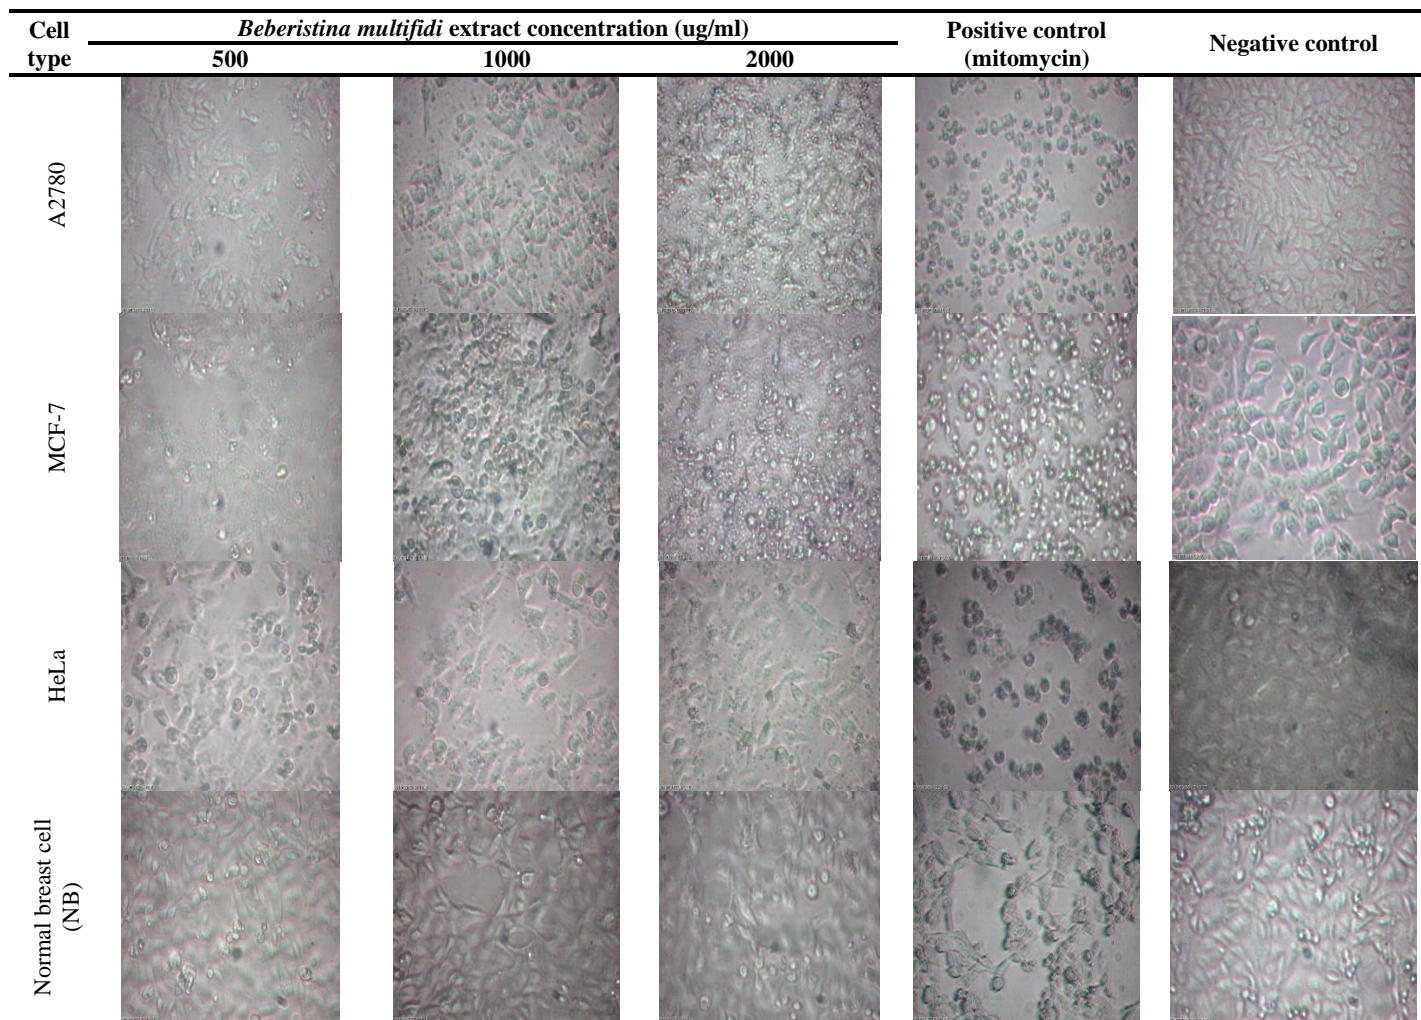 Cell type
Beberistina multifidi extract concentration (ug/ml)
Positive control (mitomycin)
Negative control
500
1000
2000
A2780
MCF-7
HeLa
Normal breast cell
(NB)